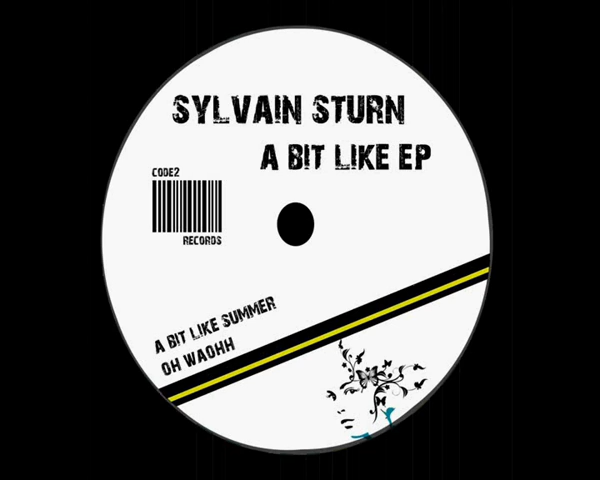 SYLVAIN STURN
A BIT LIKE EP
CODE2
RECORDS
A BIT LIKE SUMMER
OH WAOHH